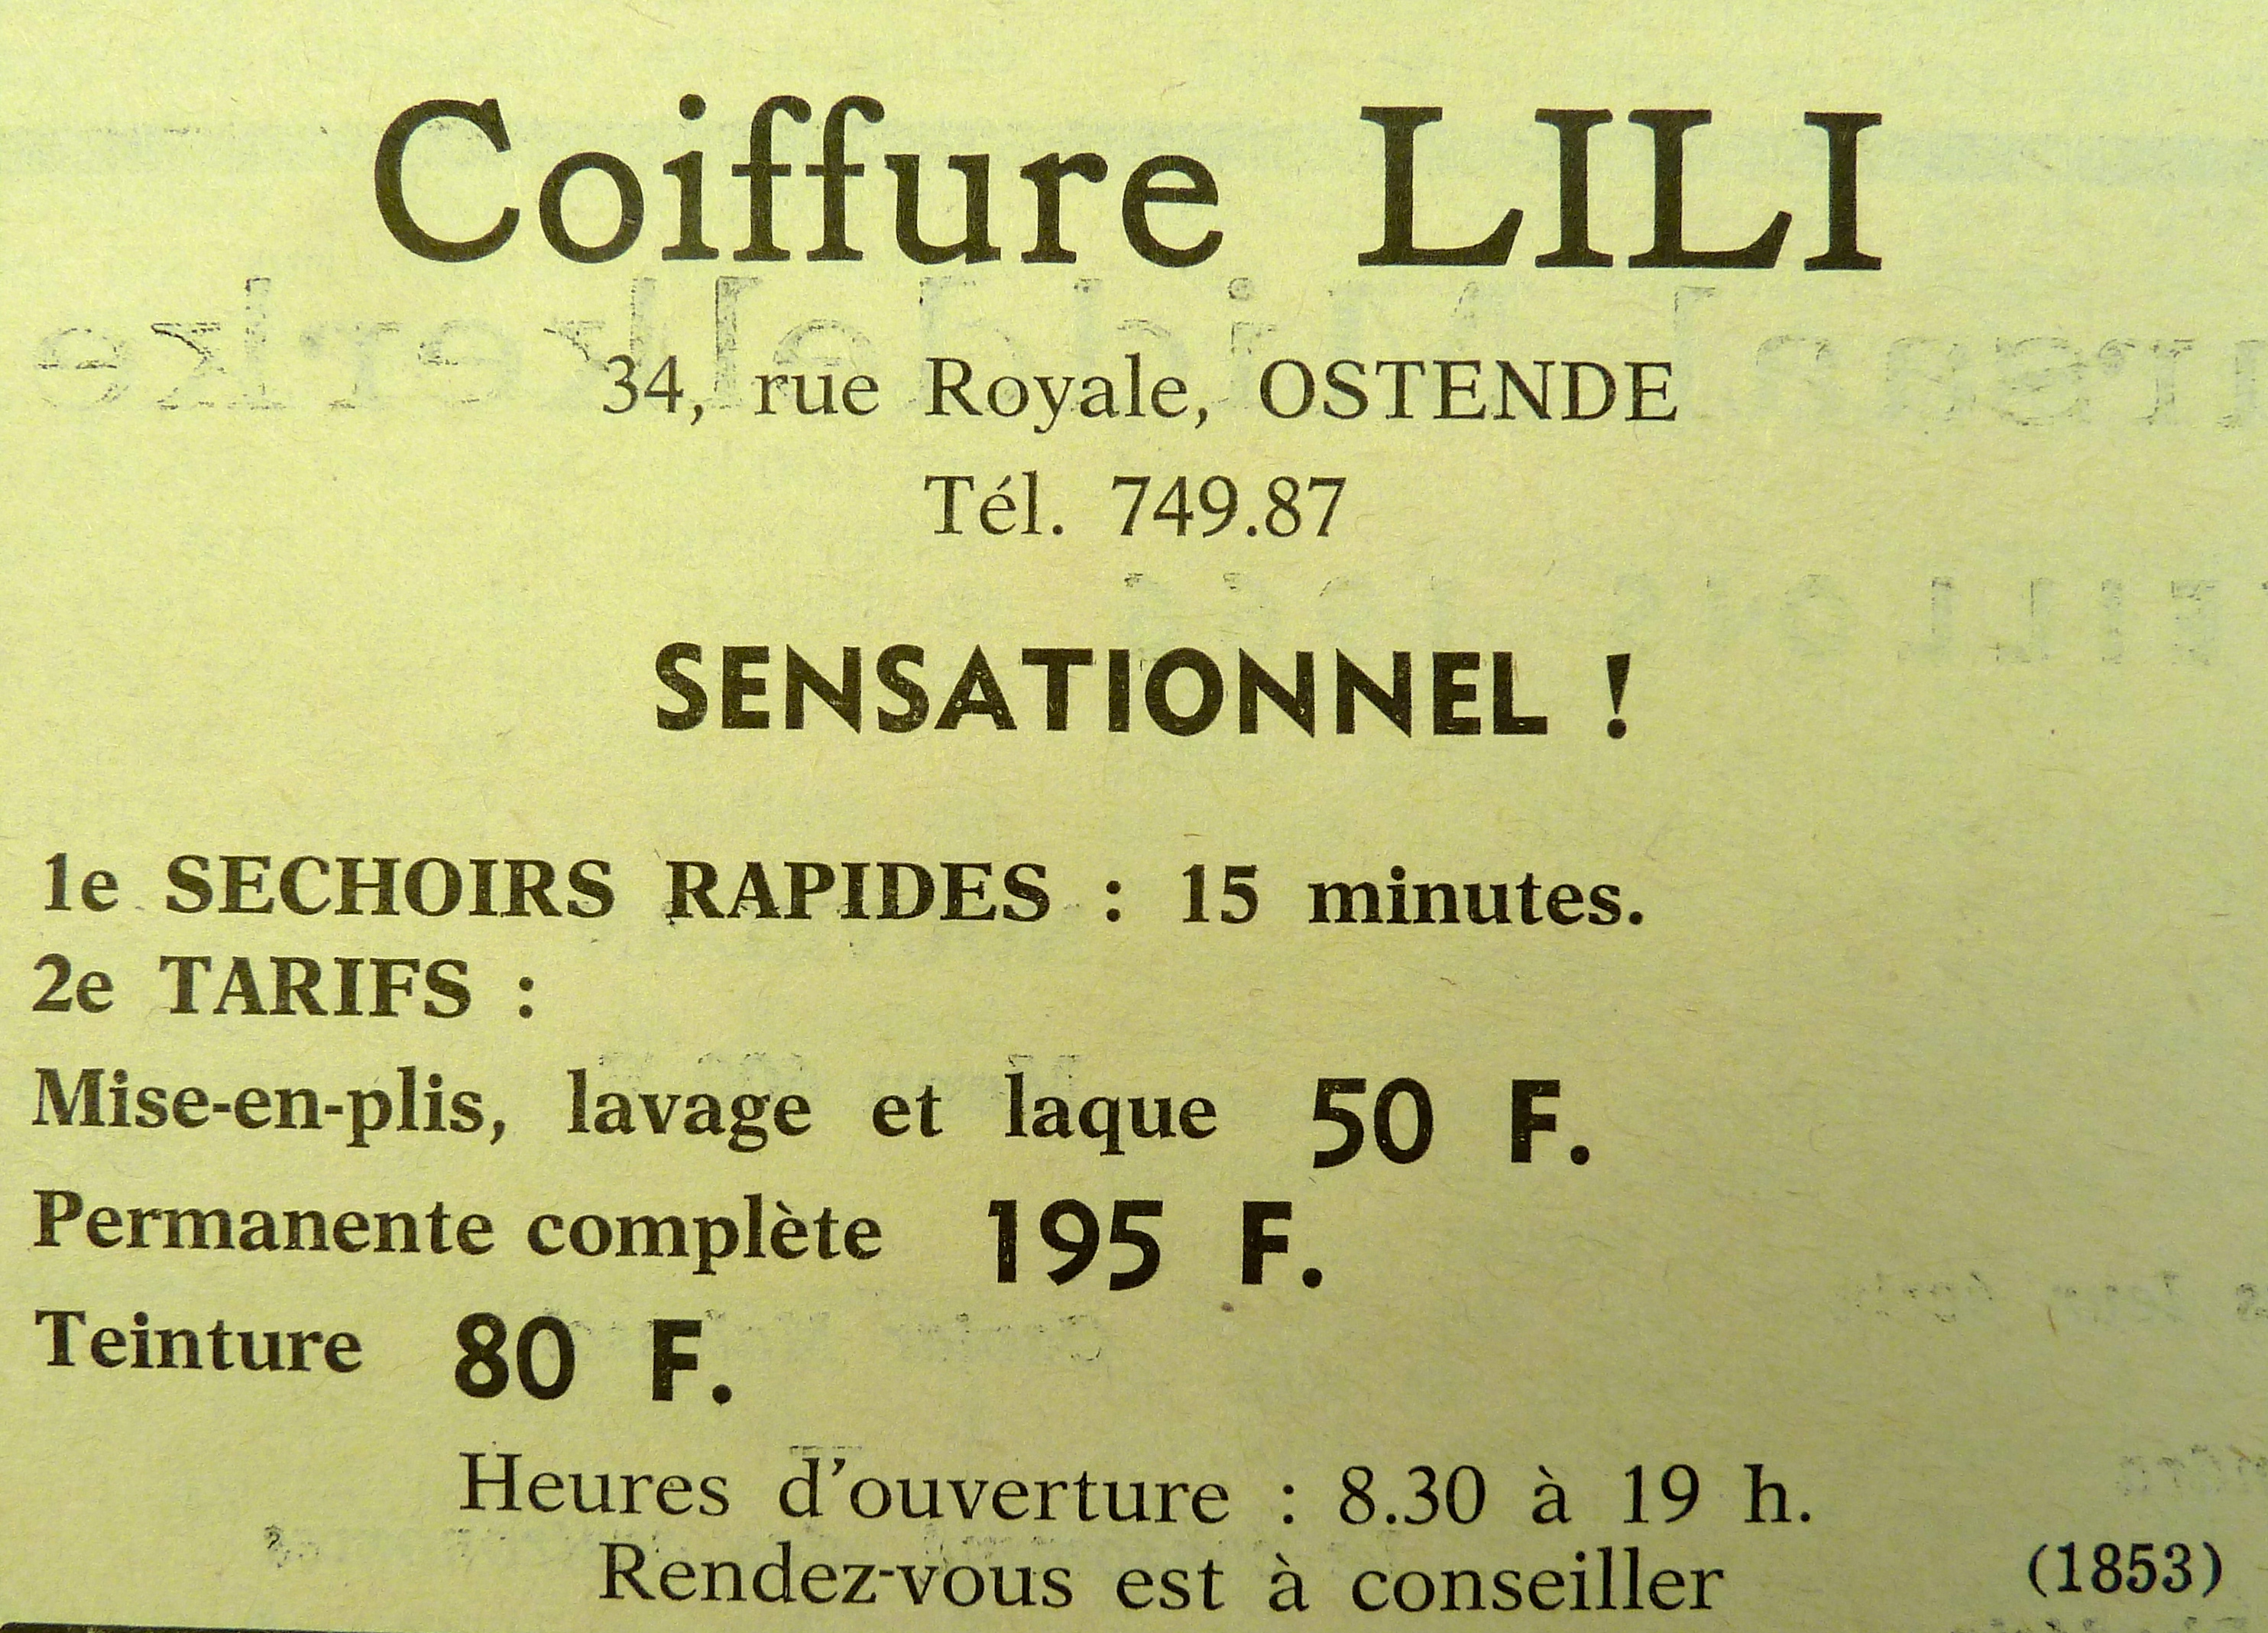 Coiffure LILI
34, rue Royale, OSTENDE
Tél. 749.87
SENSATIONNEL !
1e SECHOIRS RAPIDES : 15 minutes.
2e TARIFS :
Mise-en-plis, lavage et laque 50 F.
Permanente complète 195 F.
Teinture 80 F.
Heures d'ouverture : 8.30 à 19 h.
Rendez-vous est à conseiller (1853)